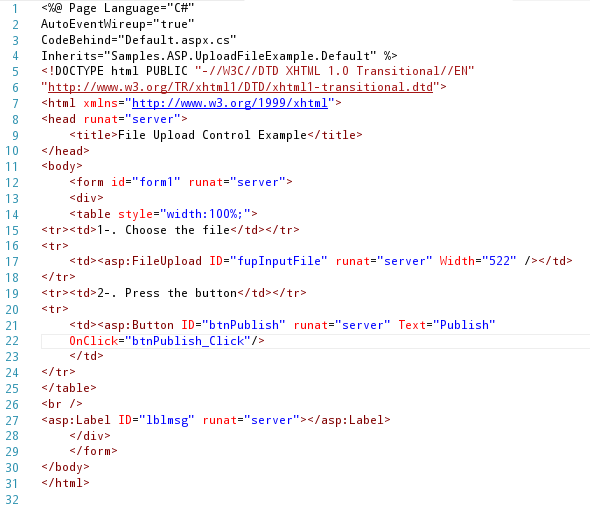 1 <%@ Page Language="C#"
2 AutoEventWireup="true"
3 CodeBehind="Default.aspx.cs"
4 Inherits="Samples.ASP.UploadFileExample.Default" %>
5 <!DOCTYPE html PUBLIC "-//W3C//DTD XHTML 1.0 Transitional//EN"
6 "http://www.w3.org/TR/xhtml1/DTD/xhtml1-transitional.dtd">
7 <html xmlns="http://www.w3.org/1999/xhtml">
8 <head runat="server">
9     <title>File Upload Control Example</title>
10 </head>
11 <body>
12     <form id="form1" runat="server">
13     <div>
14     <table style="width:100%;">
15 <tr><td>1-. Choose the file</td></tr>
16 <tr>
17     <td><asp:FileUpload ID="fupInputFile" runat="server" Width="522" /></td>
18 </tr>
19 <tr><td>2-. Press the button</td></tr>
20 <tr>
21     <td><asp:Button ID="btnPublish" runat="server" Text="Publish"
22     OnClick="btnPublish_Click"/>
23     </td>
24 </tr>
25 </table>
26 <br />
27 <asp:Label ID="lblmsg" runat="server"></asp:Label>
28     </div>
29     </form>
30 </body>
31 </html>
32